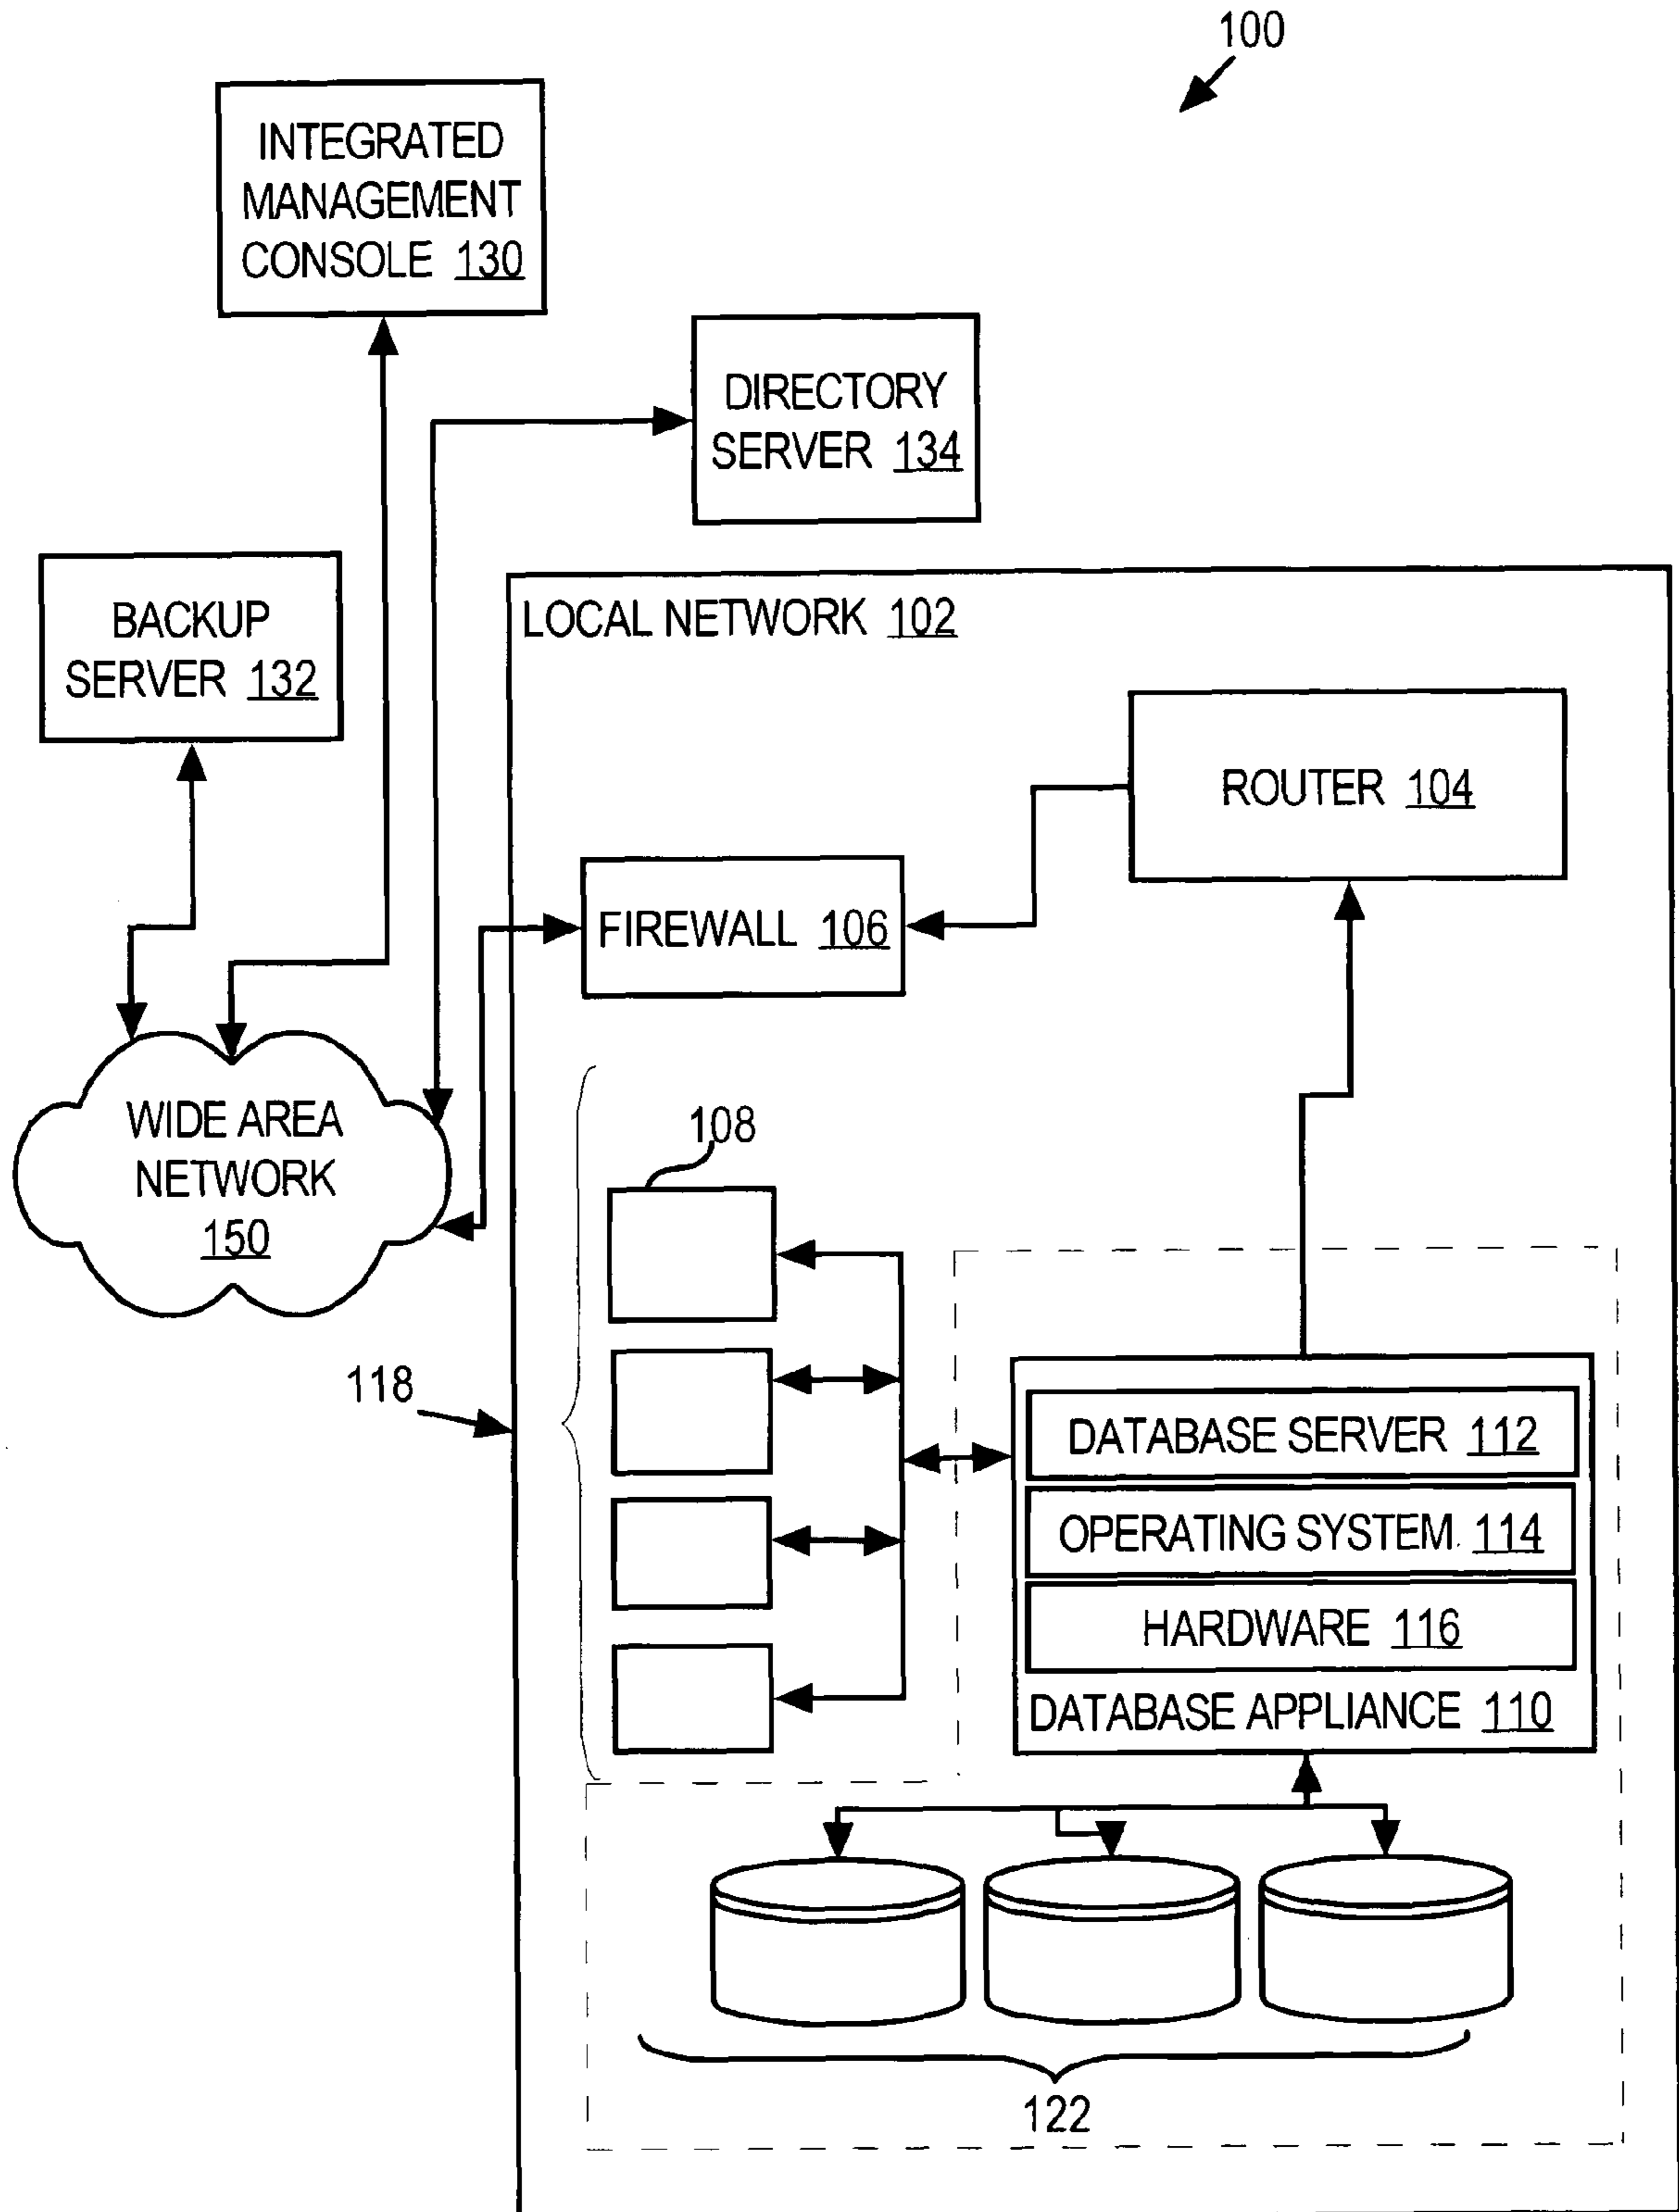 100
INTEGRATED
MANAGEMENT
CONSOLE 130
DIRECTORY
SERVER 134
BACKUP
SERVER 132
LOCAL NETWORK 102
ROUTER 104
FIREWALL 106
WIDE AREA
NETWORK
150
108
118
DATABASE SERVER 112
OPERATING SYSTEM 114
HARDWARE 116
DATABASE APPLIANCE 110
122